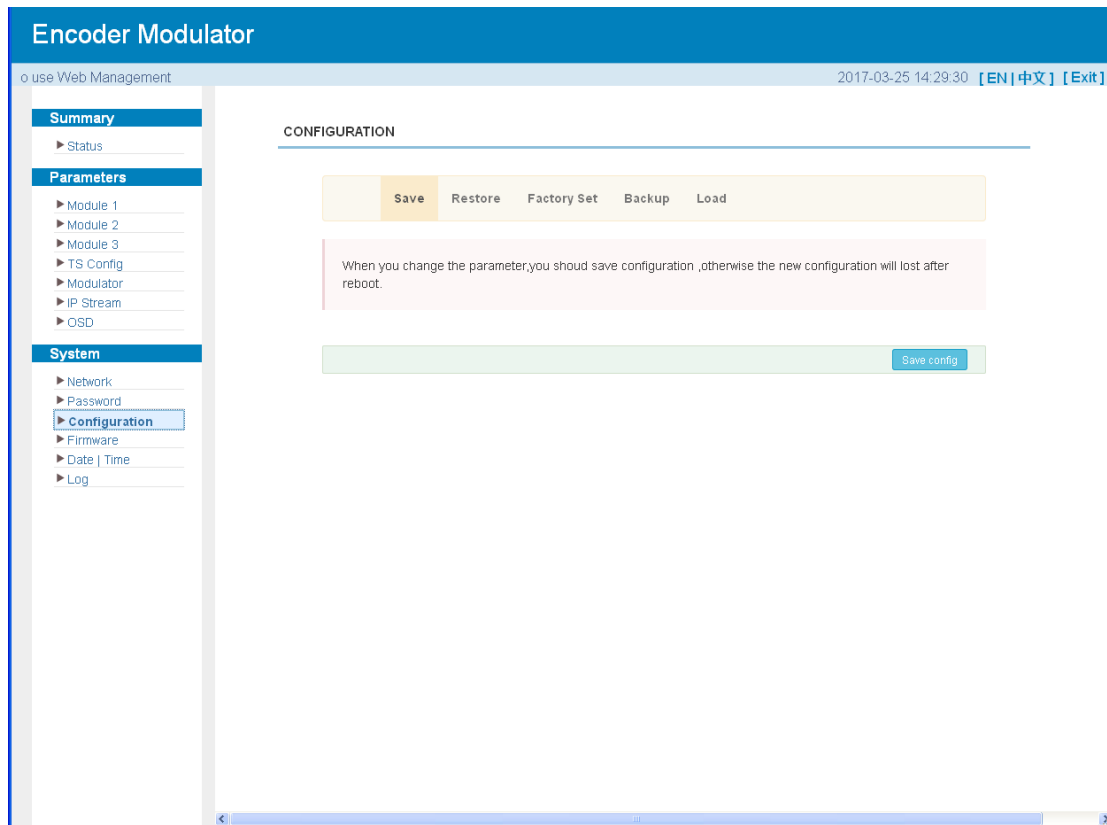 Encoder Modulator
o use Web Management
2017-03-25 14:29:30 [ EN | 中文 ] [ Exit ]
Summary
Status
Parameters
Module 1
Module 2
Module 3
TS Config
Modulator
IP Stream
OSD
System
Network
Password
Configuration
Firmware
Date | Time
Log
CONFIGURATION
Save Restore Factory Set Backup Load
When you change the parameter,you shoud save configuration ,otherwise the new configuration will lost after
reboot.
Save config